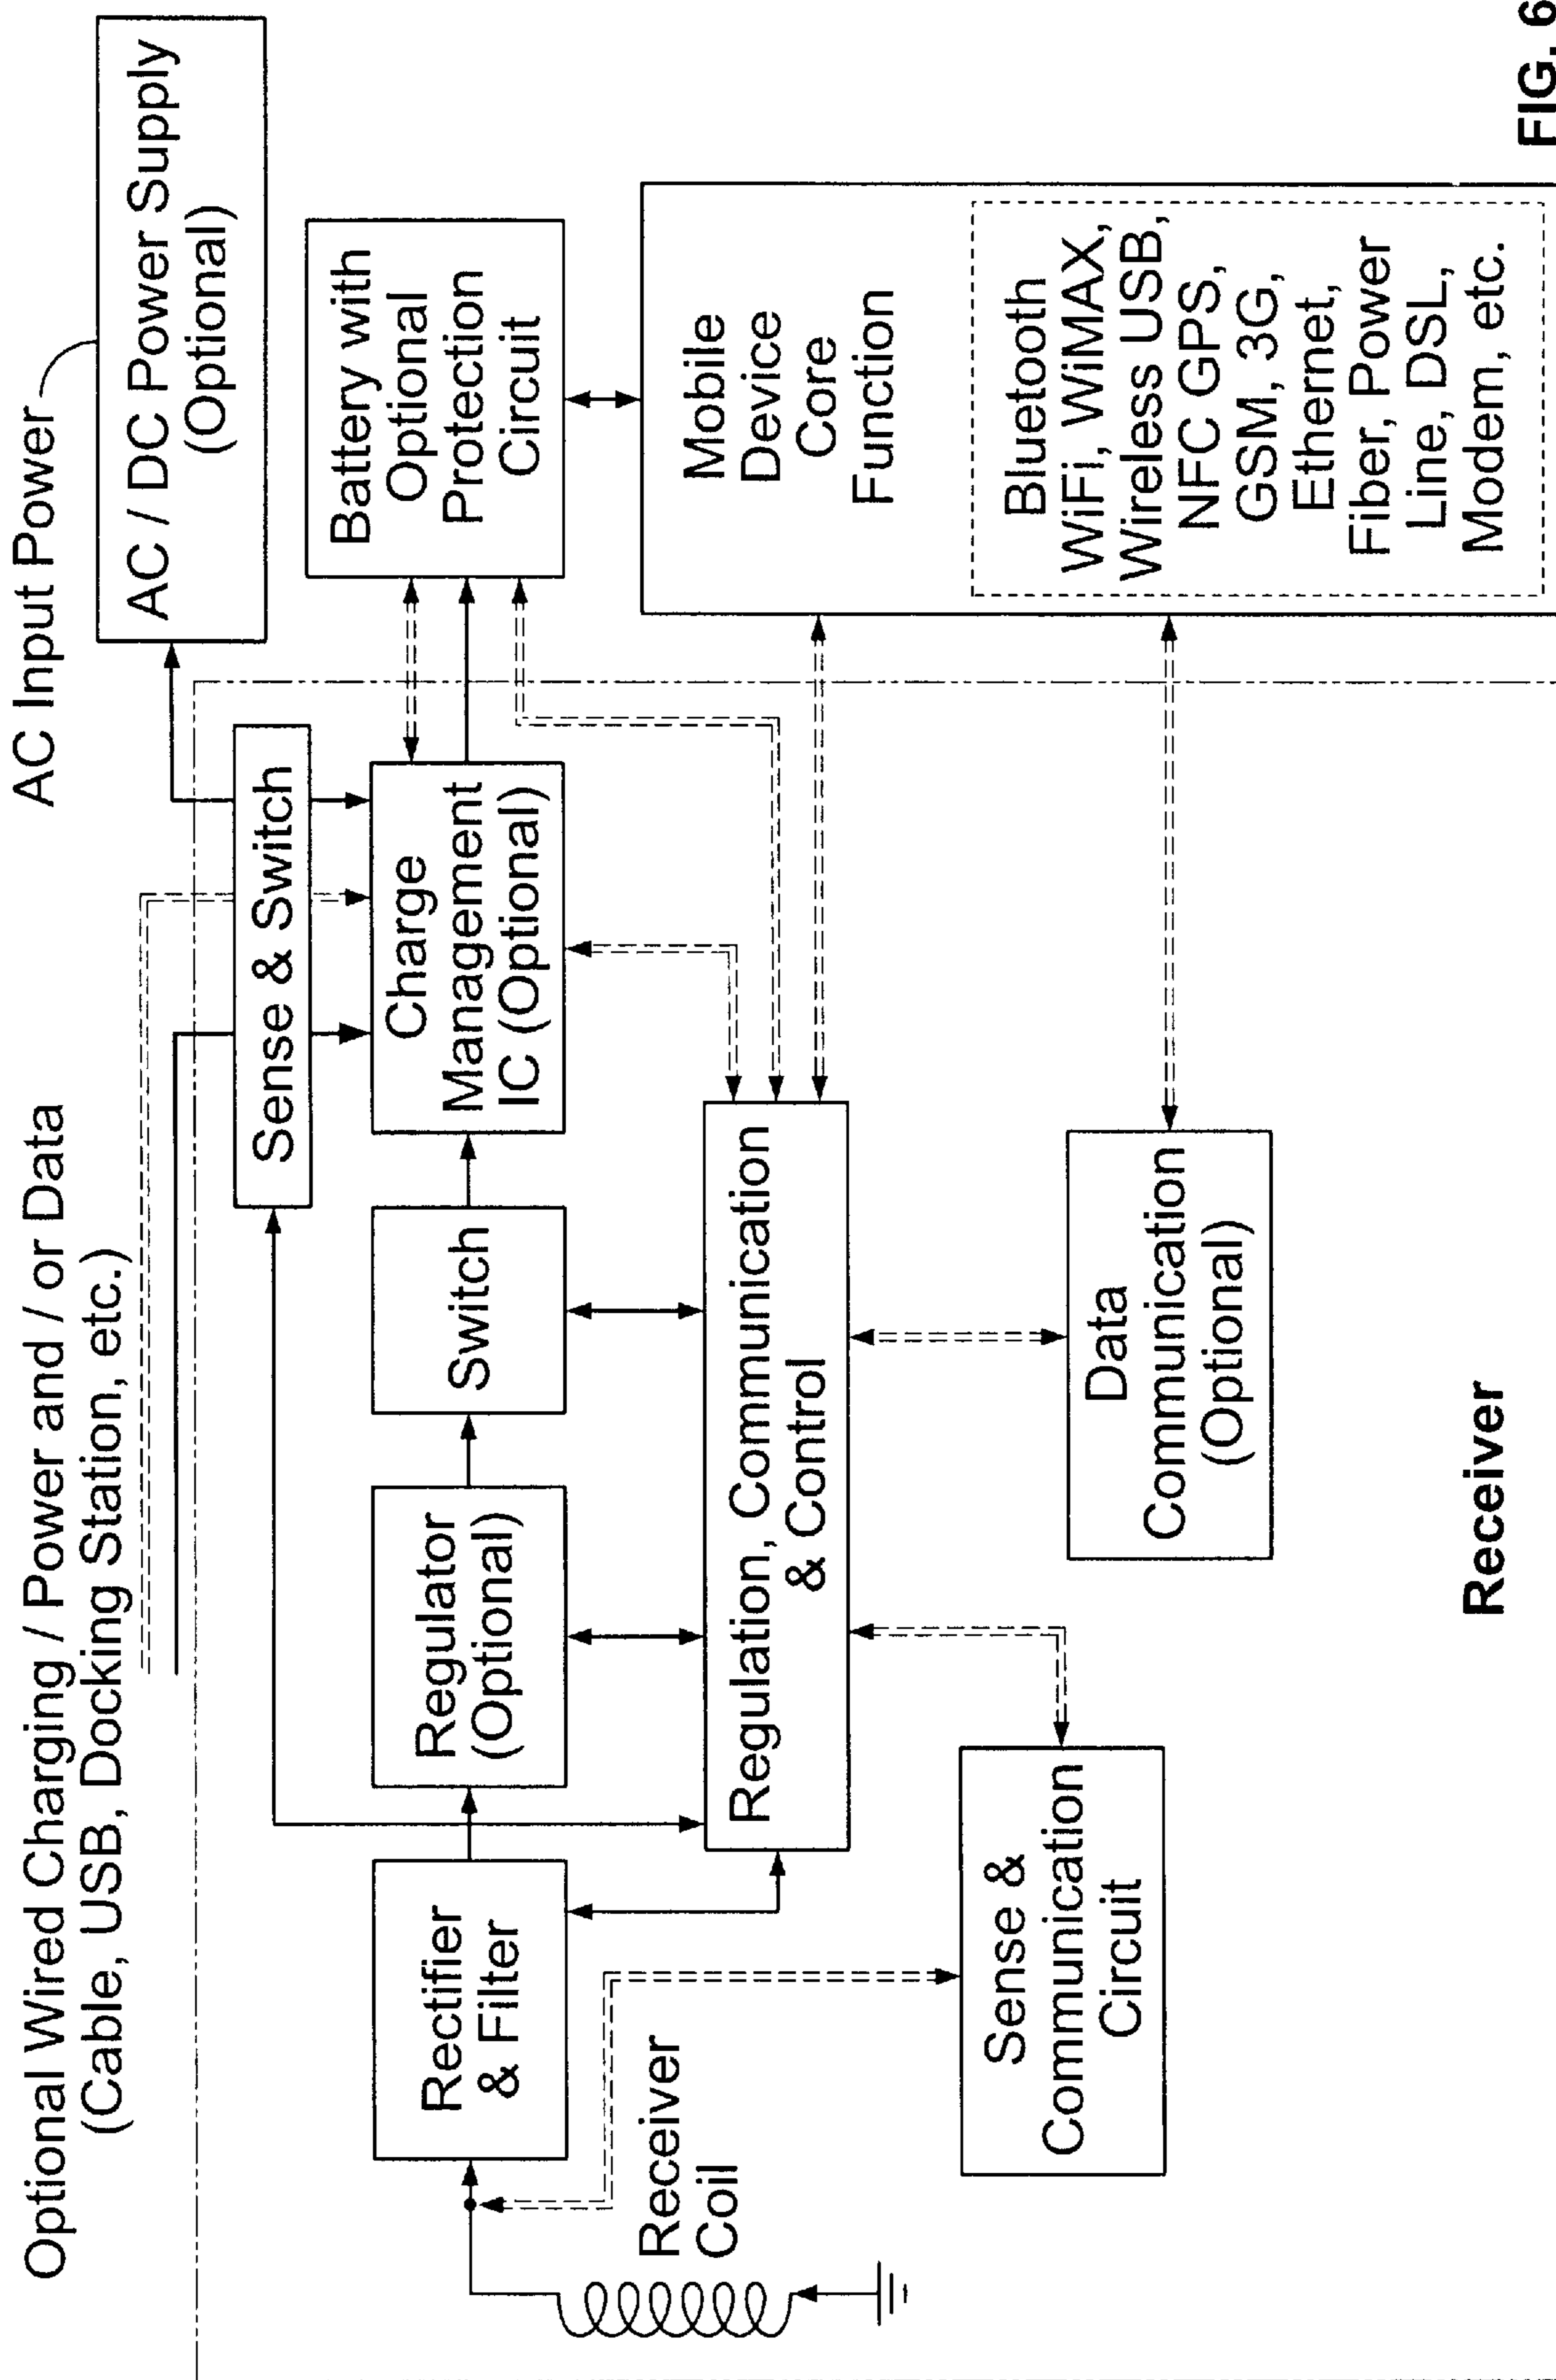 Optional Wired Charging / Power and / or Data
(Cable, USB, Docking Station, etc.)
AC Input Power
AC / DC Power Supply
(Optional)
Sense & Switch
Rectifier
& Filter
Regulator
(Optional)
Switch
Charge
Management
IC (Optional)
Battery with
Optional
Protection
Circuit
Receiver
Coil
Regulation, Communication
& Control
Mobile
Device
Core
Function
Sense &
Communication
Circuit
Data
Communication
(Optional)
Bluetooth
WiFi, WiMAX,
Wireless USB,
NFC GPS,
GSM, 3G,
Ethernet,
Fiber, Power
Line, DSL,
Modem, etc.
Receiver
FIG. 6